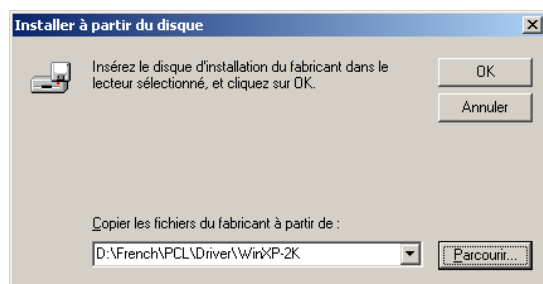 Installer à partir du disque
Insérez le disque d'installation du fabricant dans le
lecteur sélectionné, et cliquez sur OK.
OK
Annuler
Copier les fichiers du fabricant à partir de :
D:\French\PCL\Driver\WinXP-2K
Parcourir...